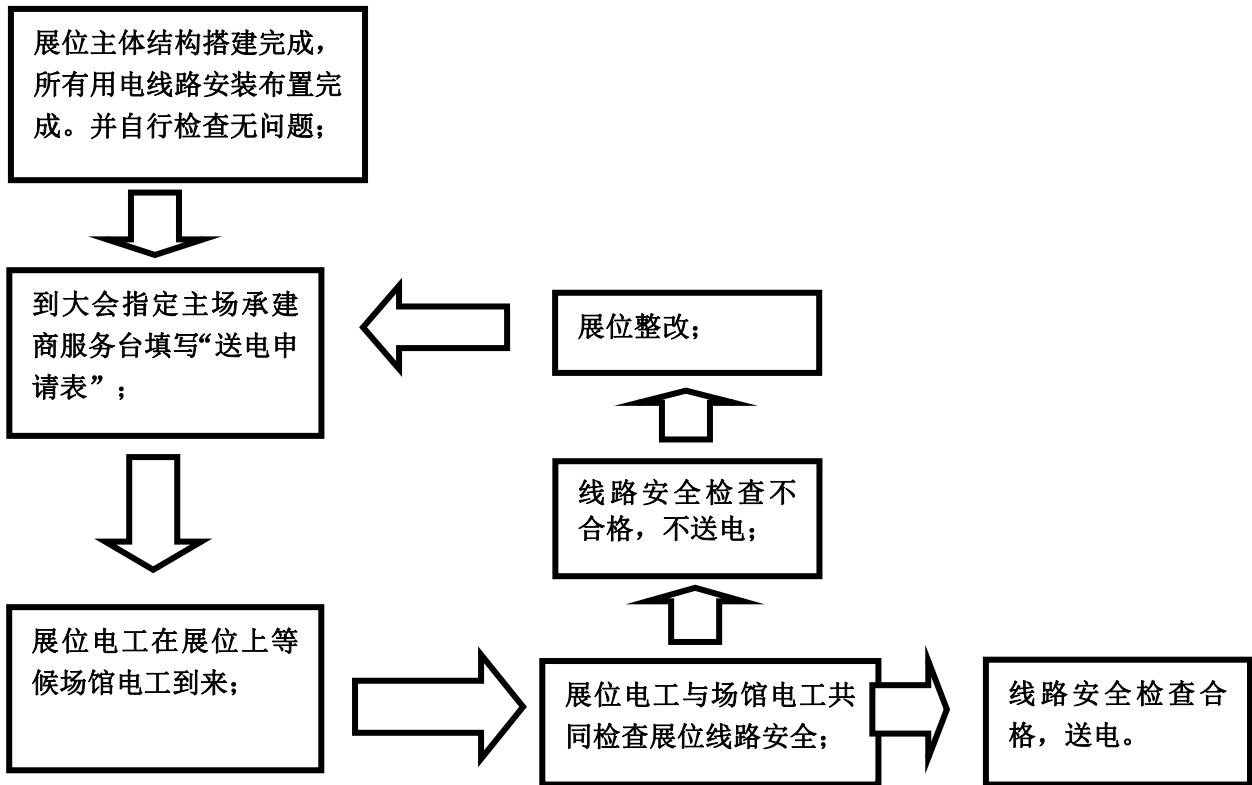 展位主体结构搭建完成，
所有用电线路安装布置完
成。并自行检查无问题；
到大会指定主场承建
商服务台填写“送电申
请表”；
展位整改；
线路安全检查不
合格，不送电；
展位电工在展位上等
候场馆电工到来；
展位电工与场馆电工共
同检查展位线路安全；
线路安全检查合
格，送电。